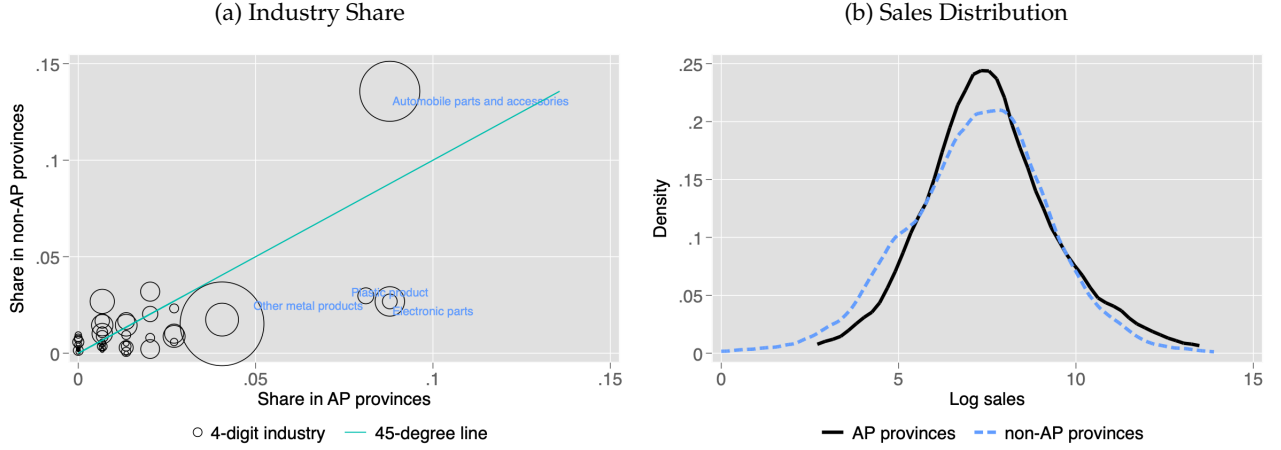 (a) Industry Share
.15
.1
.05
0
Share in non-AP provinces
Automobile parts and accessories
Plastic product
Other metal products
Electronic parts
0
.05
.1
.15
Share in AP provinces
4-digit industry
45-degree line
(b) Sales Distribution
.25
.2
.15
.1
.05
0
Density
0
5
10
15
Log sales
AP provinces
non-AP provinces